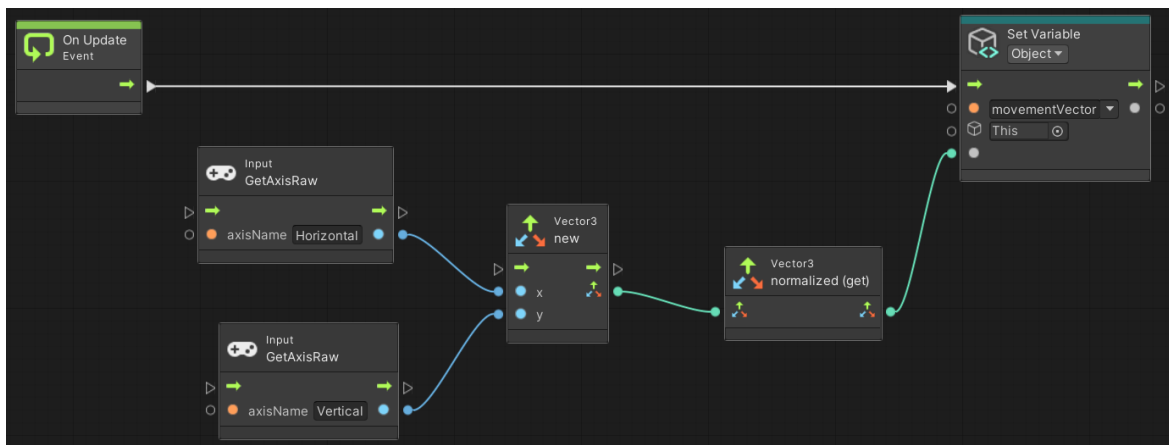 On Update
Event
Set Variable
Object
movementVector
This
Input
GetAxisRaw
axisName Horizontal
Vector3
new
x
y
Vector3
normalized (get)
Input
GetAxisRaw
axisName Vertical